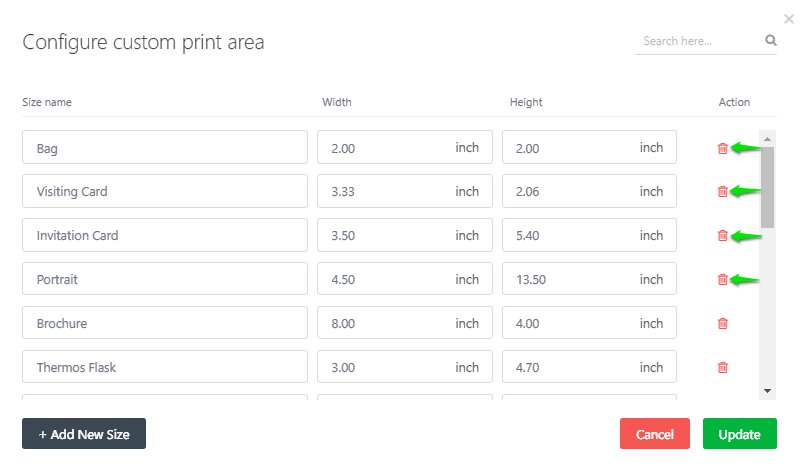 Configure custom print area
Search here...
Size name Width Height Action
Bag 2.00 inch 2.00 inch
Visiting Card 3.33 inch 2.06 inch
Invitation Card 3.50 inch 5.40 inch
Portrait 4.50 inch 13.50 inch
Brochure 8.00 inch 4.00 inch
Thermos Flask 3.00 inch 4.70 inch
+ Add New Size Cancel Update